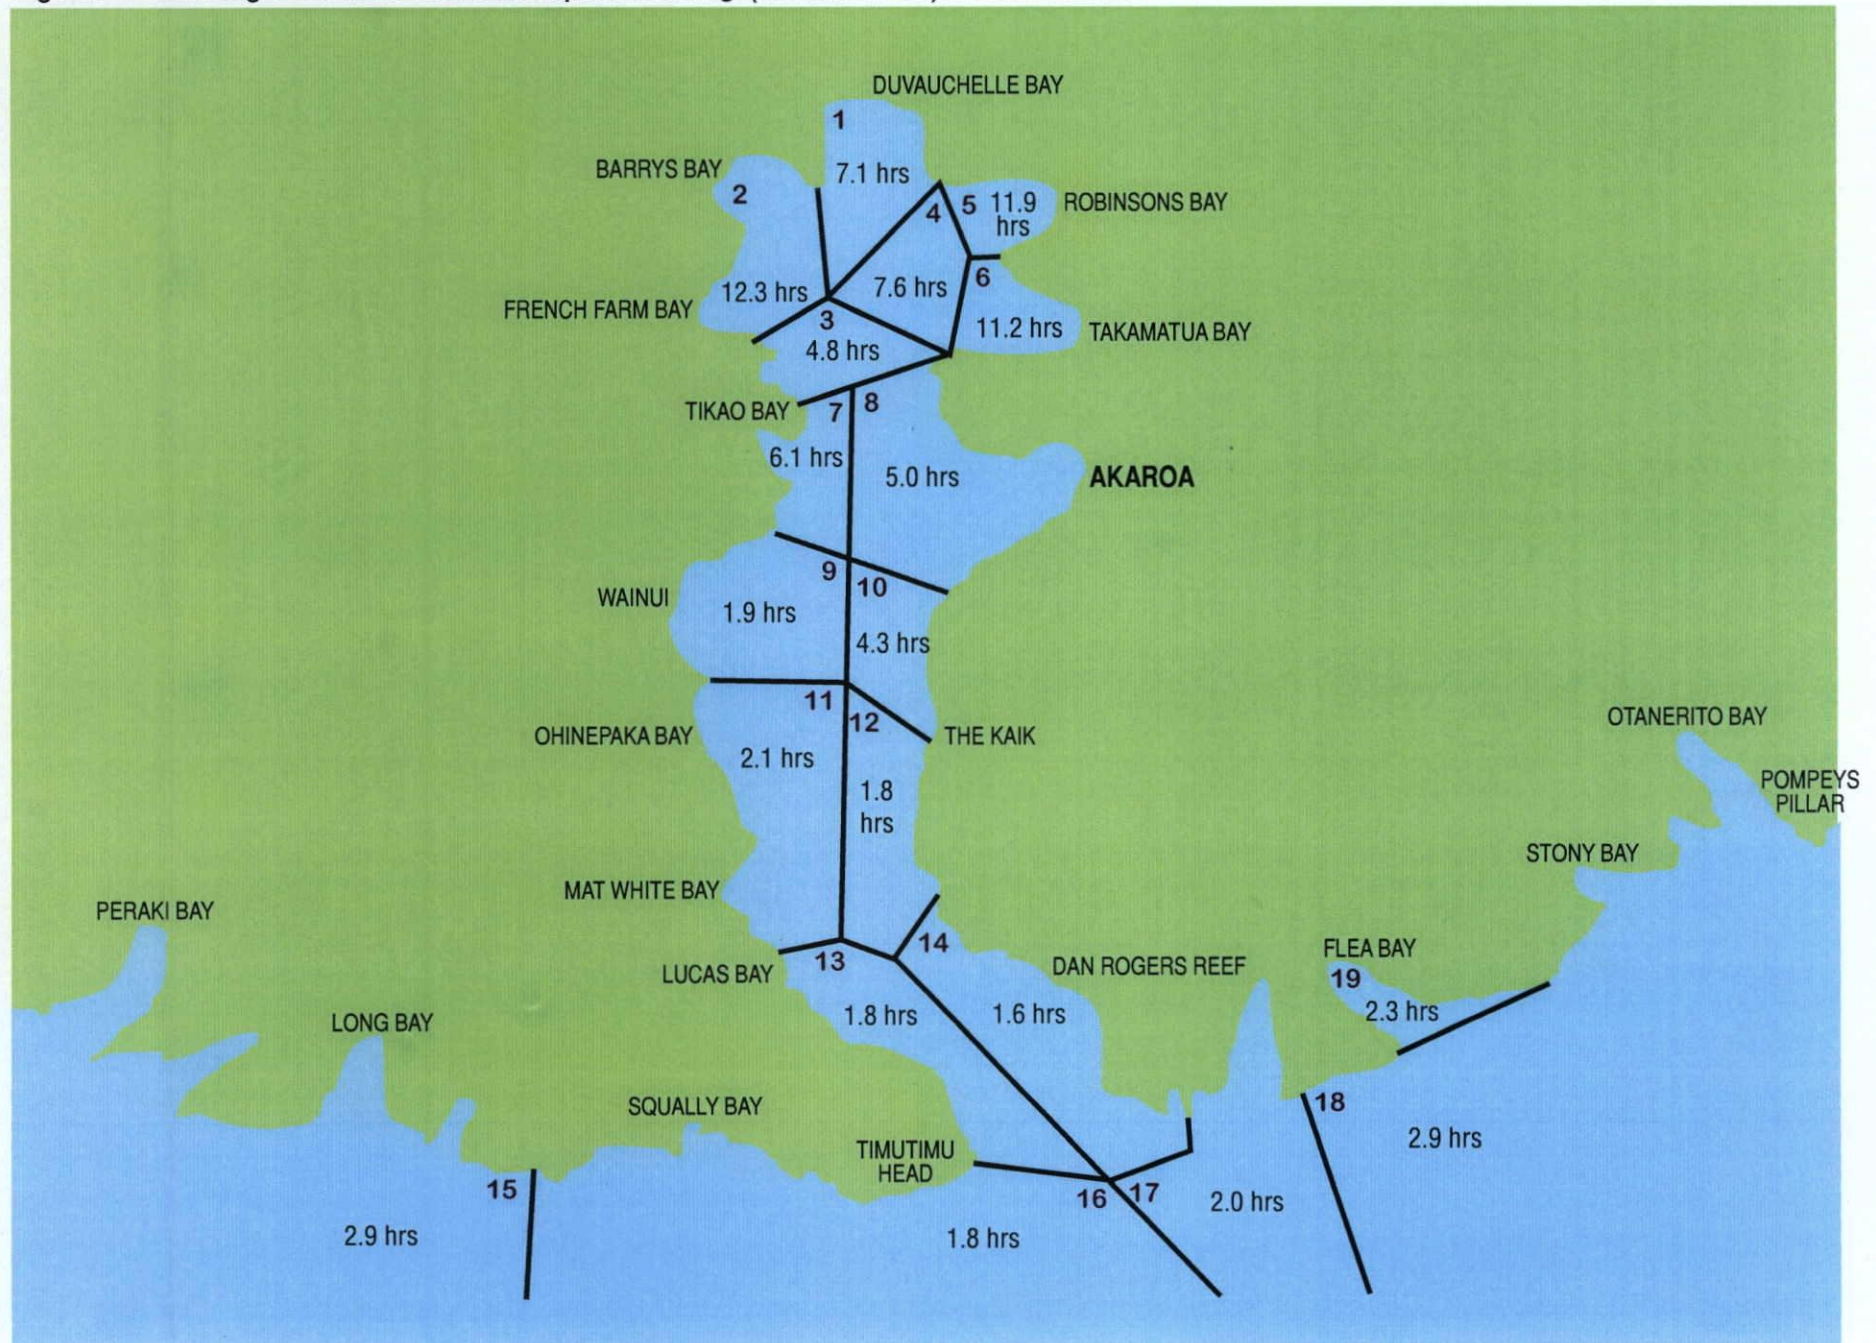 DUVAUCHELLE BAY
1
7.1 hrs
BARRYS BAY
2
4
5
11.9
hrs
ROBINSONS BAY
6
7.6 hrs
12.3 hrs
FRENCH FARM BAY
3
4.8 hrs
11.2 hrs
TAKAMATUA BAY
TIKAO BAY
7
8
6.1 hrs
5.0 hrs
AKAROA
9
10
WAINUI
1.9 hrs
4.3 hrs
11
12
OHINEPAKA BAY
THE KAIK
2.1 hrs
1.8
hrs
OTANERITO BAY
POMPEYS
PILLAR
STONY BAY
MAT WHITE BAY
PERAKI BAY
13
14
LUCAS BAY
DAN ROGERS REEF
FLEA BAY
19
2.3 hrs
1.8 hrs
1.6 hrs
LONG BAY
SQUALLY BAY
TIMUTIMU
HEAD
18
2.9 hrs
15
16
17
2.0 hrs
2.9 hrs
1.8 hrs